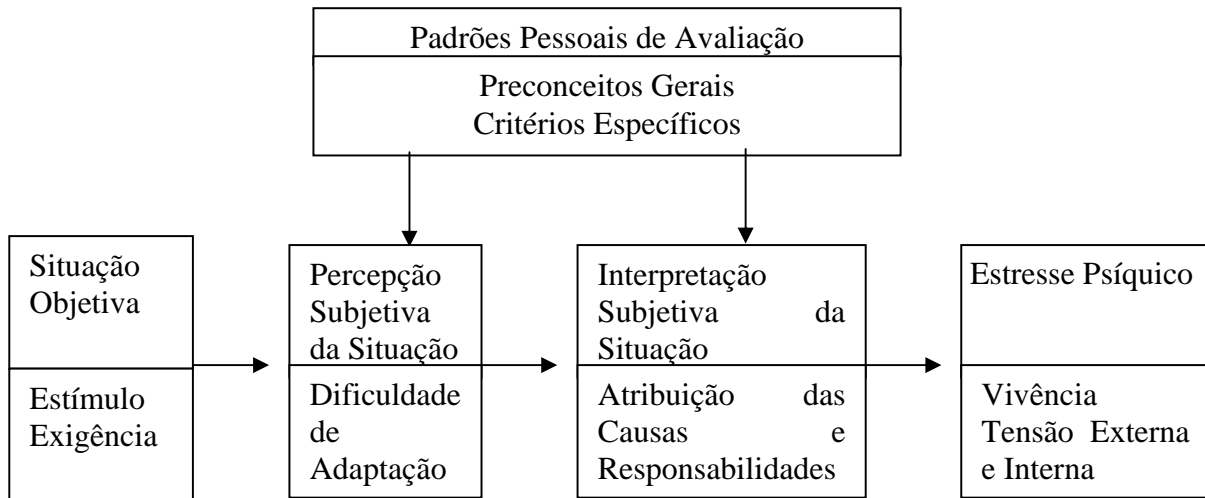 Padrões Pessoais de Avaliação
Preconceitos Gerais
Critérios Específicos
Situação
Objetiva
Estímulo
Exigência
Percepção
Subjetiva
da Situação
Dificuldade
de
Adaptação
Interpretação
Subjetiva da
Situação
Atribuição das
Causas e
Responsabilidades
Estresse Psíquico
Vivência
Tensão Externa
e Interna